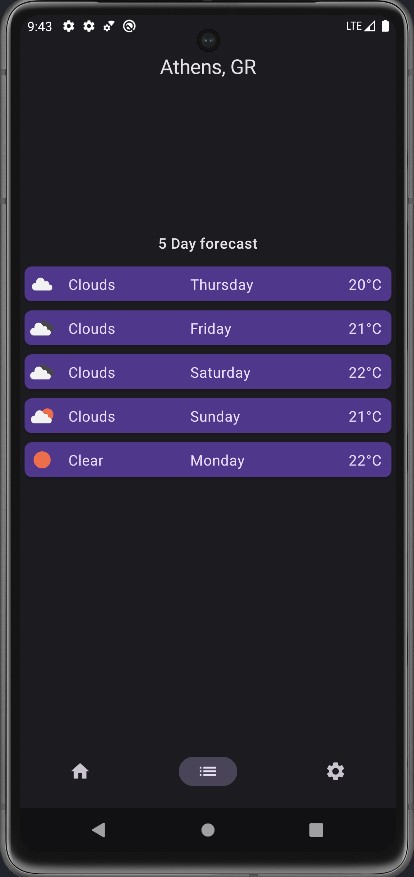 9:43 LTE
Athens, GR
5 Day forecast
Clouds Thursday 20°C
Clouds Friday 21°C
Clouds Saturday 22°C
Clouds Sunday 21°C
Clear Monday 22°C